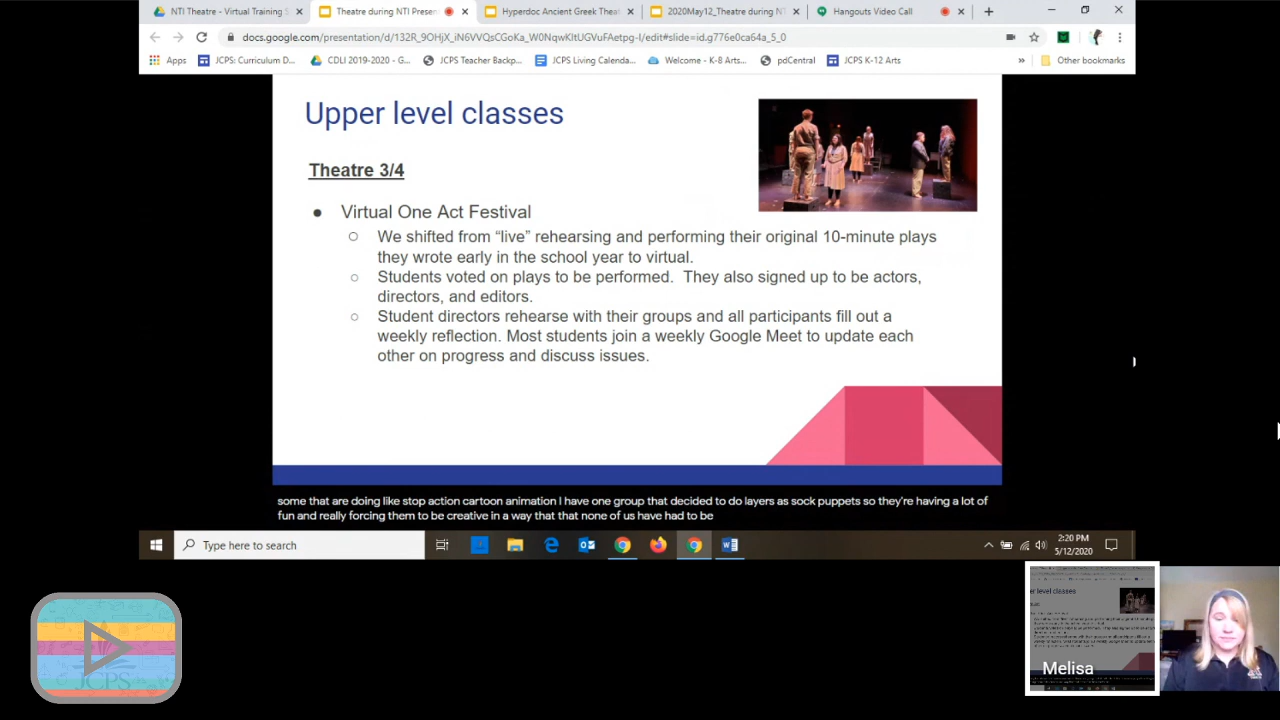 NTI Theatre - Virtual Training S
Theatre during NTI Prese
Hyperdoc Ancient Greek Theat
2020May12_Theatre during NT
Hangouts Video Call
docs.google.com/presentation/d/132R_9OHjX_iN6VVQsCGoKa_W0NqwKltUGVuFAetpg-I/edit#slide=id.g776e0ca64a_5_0
Apps
JCPS: Curriculum D...
CDLI 2019-2020 - G...
JCPS Teacher Backp...
JCPS Living Calenda...
Welcome - K-8 Arts...
pdCentral
JCPS K-12 Arts
»
Other bookmarks
Upper level classes
Theatre 3/4
● Virtual One Act Festival
○ We shifted from “live” rehearsing and performing their original 10-minute plays
they wrote early in the school year to virtual.
○ Students voted on plays to be performed. They also signed up to be actors,
directors, and editors.
○ Student directors rehearse with their groups and all participants fill out a
weekly reflection. Most students join a weekly Google Meet to update each
other on progress and discuss issues.
some that are doing like stop action cartoon animation I have one group that decided to do layers as sock puppets so they're having a lot of
fun and really forcing them to be creative in a way that that none of us have had to be
Type here to search
2:20 PM
5/12/2020
Melisa
JCPS